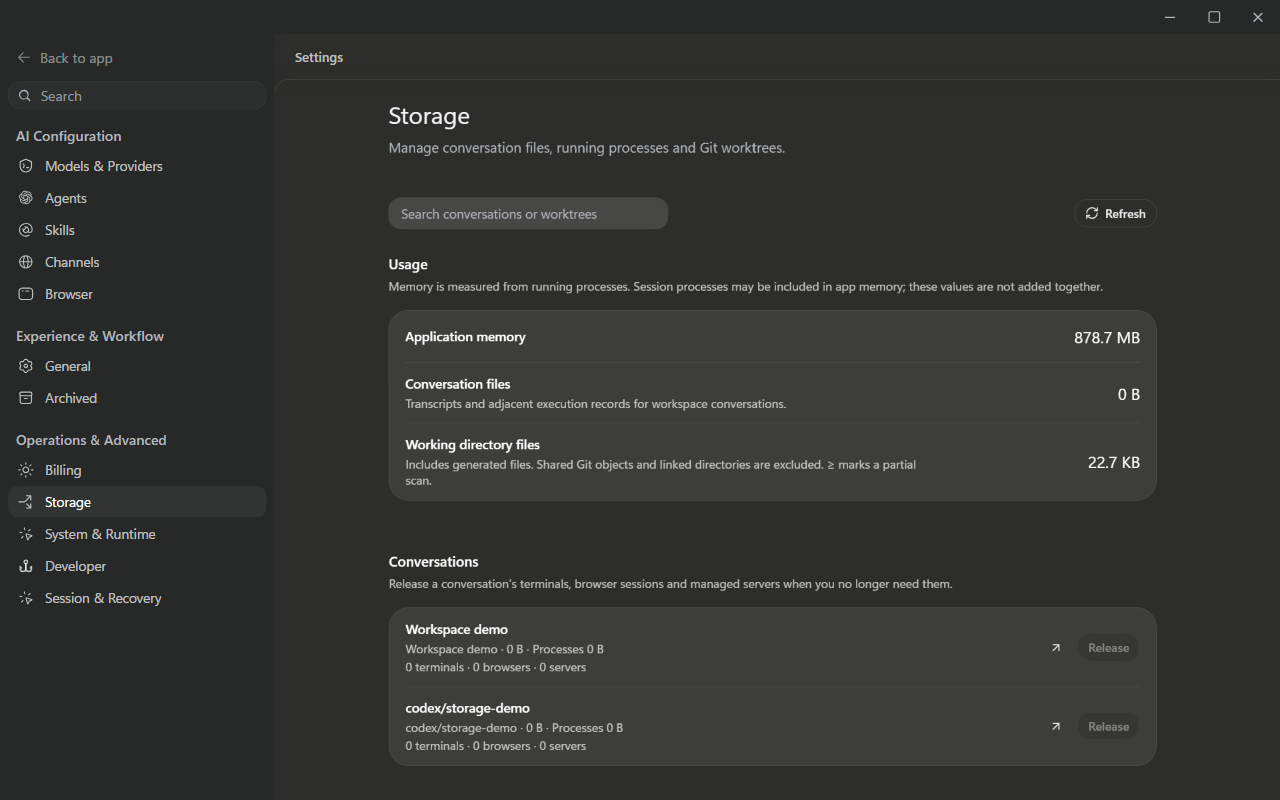 Back to app
Search
AI Configuration
Models & Providers
Agents
Skills
Channels
Browser
Experience & Workflow
General
Archived
Operations & Advanced
Billing
Storage
System & Runtime
Developer
Session & Recovery
Settings
Storage
Manage conversation files, running processes and Git worktrees.
Search conversations or worktrees
Refresh
Usage
Memory is measured from running processes. Session processes may be included in app memory; these values are not added together.
Application memory
878.7 MB
Conversation files
Transcripts and adjacent execution records for workspace conversations.
0 B
Working directory files
Includes generated files. Shared Git objects and linked directories are excluded. ≥ marks a partial
scan.
22.7 KB
Conversations
Release a conversation's terminals, browser sessions and managed servers when you no longer need them.
Workspace demo
Workspace demo · 0 B · Processes 0 B
0 terminals · 0 browsers · 0 servers
Release
codex/storage-demo
codex/storage-demo · 0 B · Processes 0 B
0 terminals · 0 browsers · 0 servers
Release